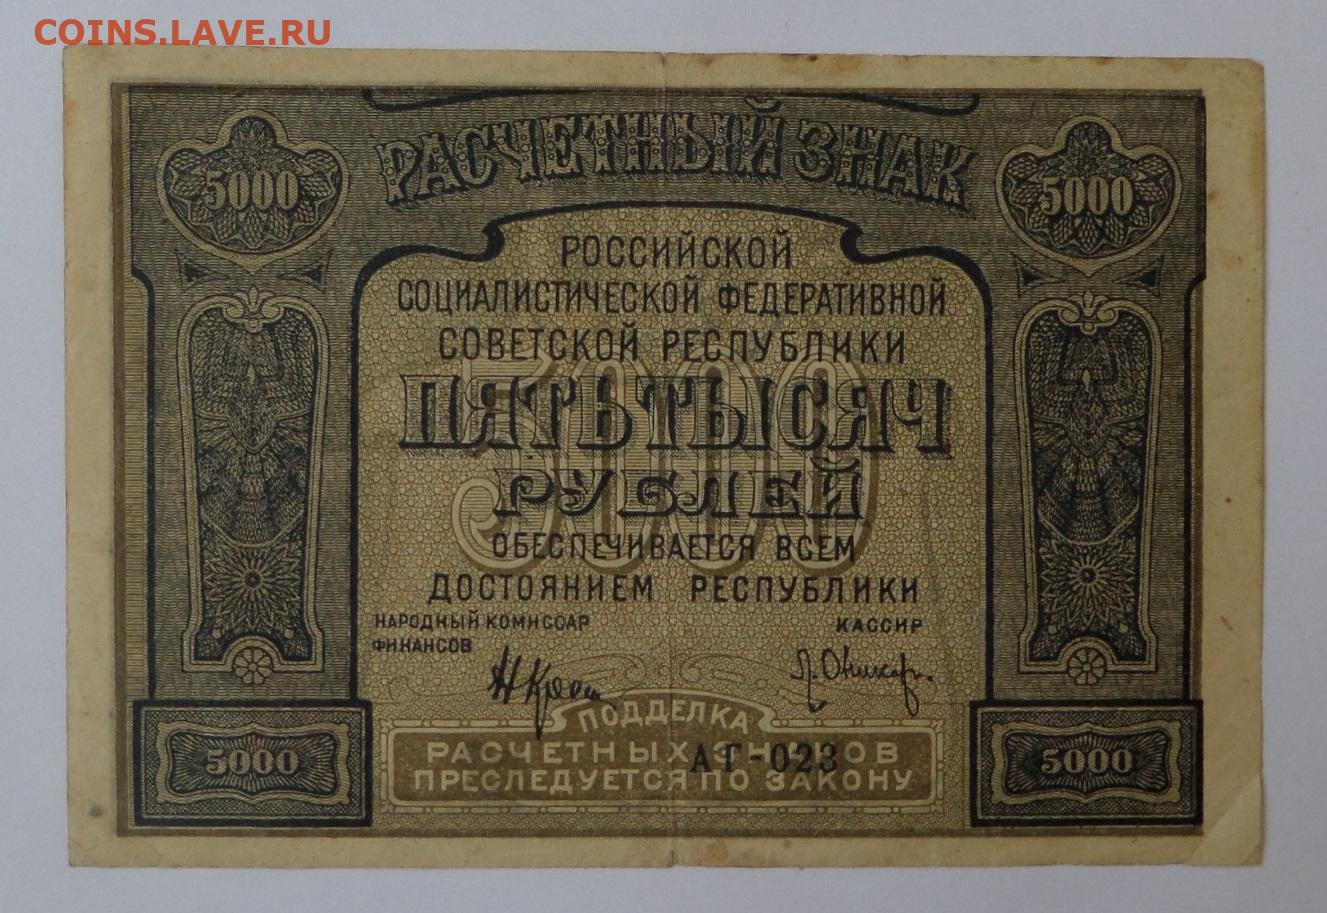 COINS.LAVE.RU
РАСЧЕТНЫЙ ЗНАК
5000
5000
РОССИЙСКОЙ
СОЦИАЛИСТИЧЕСКОЙ ФЕДЕРАТИВНОЙ
СОВЕТСКОЙ РЕСПУБЛИКИ
5000
ПЯТЬ ТЫСЯЧ
РУБЛЕЙ
ОБЕСПЕЧИВАЕТСЯ ВСЕМ
ДОСТОЯНИЕМ РЕСПУБЛИКИ
НАРОДНЫЙ КОМИССАР
ФИНАНСОВ
КАССИР
ПОДДЕЛКА
РАСЧЕТНЫХ ЗНАКОВ
АГ-023
ПРЕСЛЕДУЕТСЯ ПО ЗАКОНУ
5000
5000